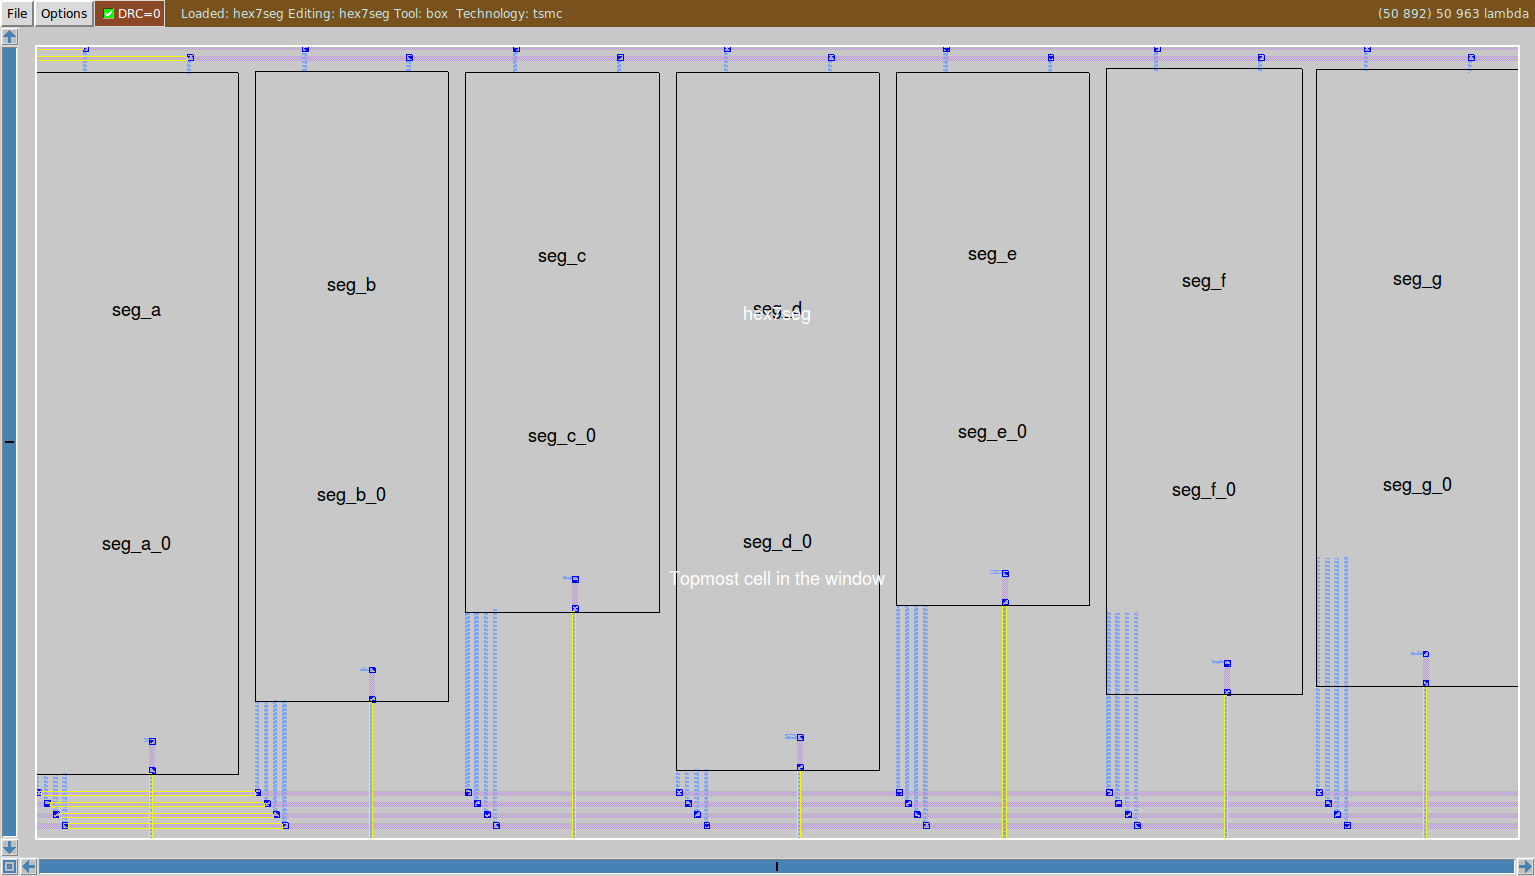 File Options DRC=0 Loaded: hex7seg Editing: hex7seg Tool: box Technology: tsmc (50 892) 50 963 lambda
seg_a
seg_b
seg_c
seg_d
seg_e
seg_f
seg_g
hex7seg
seg_a_0
seg_b_0
seg_c_0
seg_d_0
seg_e_0
seg_f_0
seg_g_0
Topmost cell in the window